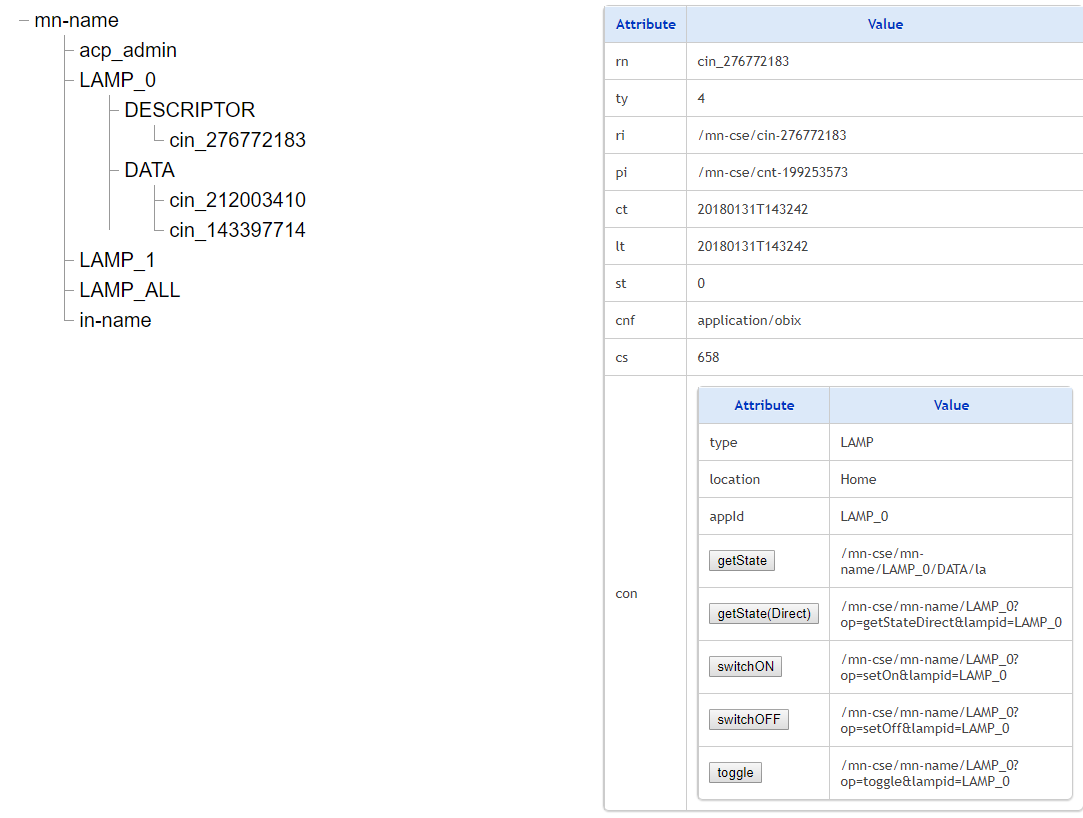 mn-name
acp_admin
LAMP_0
DESCRIPTOR
cin_276772183
DATA
cin_212003410
cin_143397714
LAMP_1
LAMP_ALL
in-name
Attribute Value
rn cin_276772183
ty 4
ri /mn-cse/cin-276772183
pi /mn-cse/cnt-199253573
ct 20180131T143242
lt 20180131T143242
st 0
cnf application/obix
cs 658
con
Attribute Value
type LAMP
location Home
appId LAMP_0
getState /mn-cse/mn-
name/LAMP_0/DATA/la
getState(Direct) /mn-cse/mn-name/LAMP_0?
op=getStateDirect&lampid=LAMP_0
switchON /mn-cse/mn-name/LAMP_0?
op=setOn&lampid=LAMP_0
switchOFF /mn-cse/mn-name/LAMP_0?
op=setOff&lampid=LAMP_0
toggle /mn-cse/mn-name/LAMP_0?
op=toggle&lampid=LAMP_0